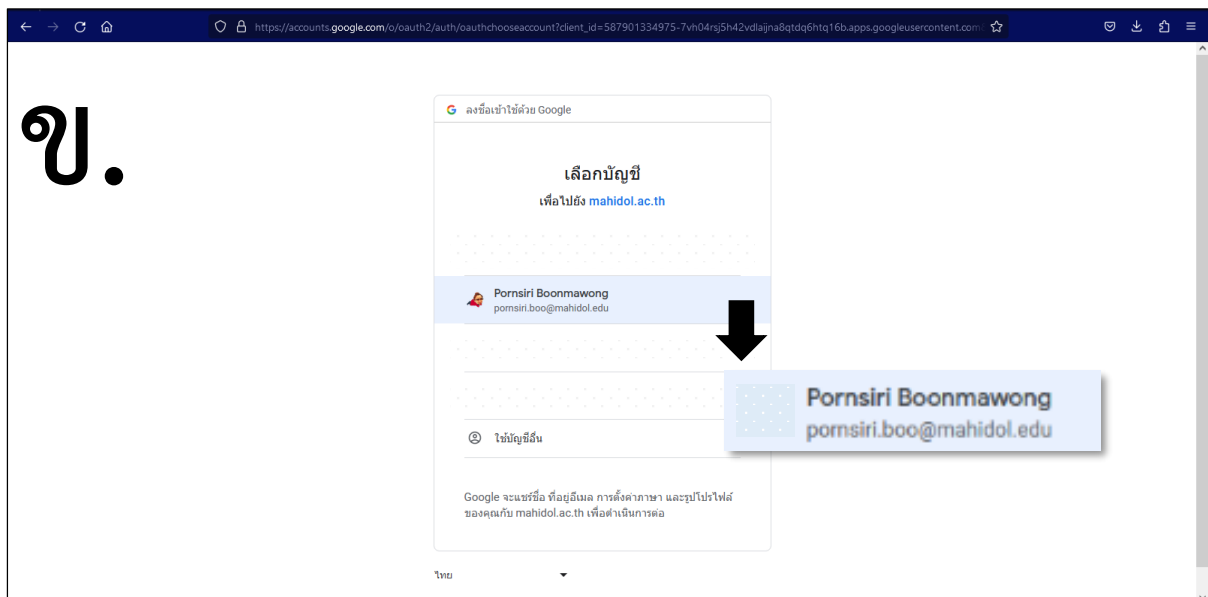 https://accounts.google.com/o/oauth2/auth/oauthchooseaccount?client_id=587901334975-7vh04rsj5h42vdlaijna8qtdq6htq16b.apps.googleusercontent.com
ข.
G ลงชื่อเข้าใช้ด้วย Google
เลือกบัญชี
เพื่อไปยัง mahidol.ac.th
Pornsiri Boonmawong
pornsiri.boo@mahidol.edu
Pornsiri Boonmawong
pornsiri.boo@mahidol.edu
ใช้บัญชีอื่น
Google จะแชร์ชื่อ ที่อยู่อีเมล การตั้งค่าภาษา และรูปโปรไฟล์
ของคุณกับ mahidol.ac.th เพื่อดำเนินการต่อ
ไทย